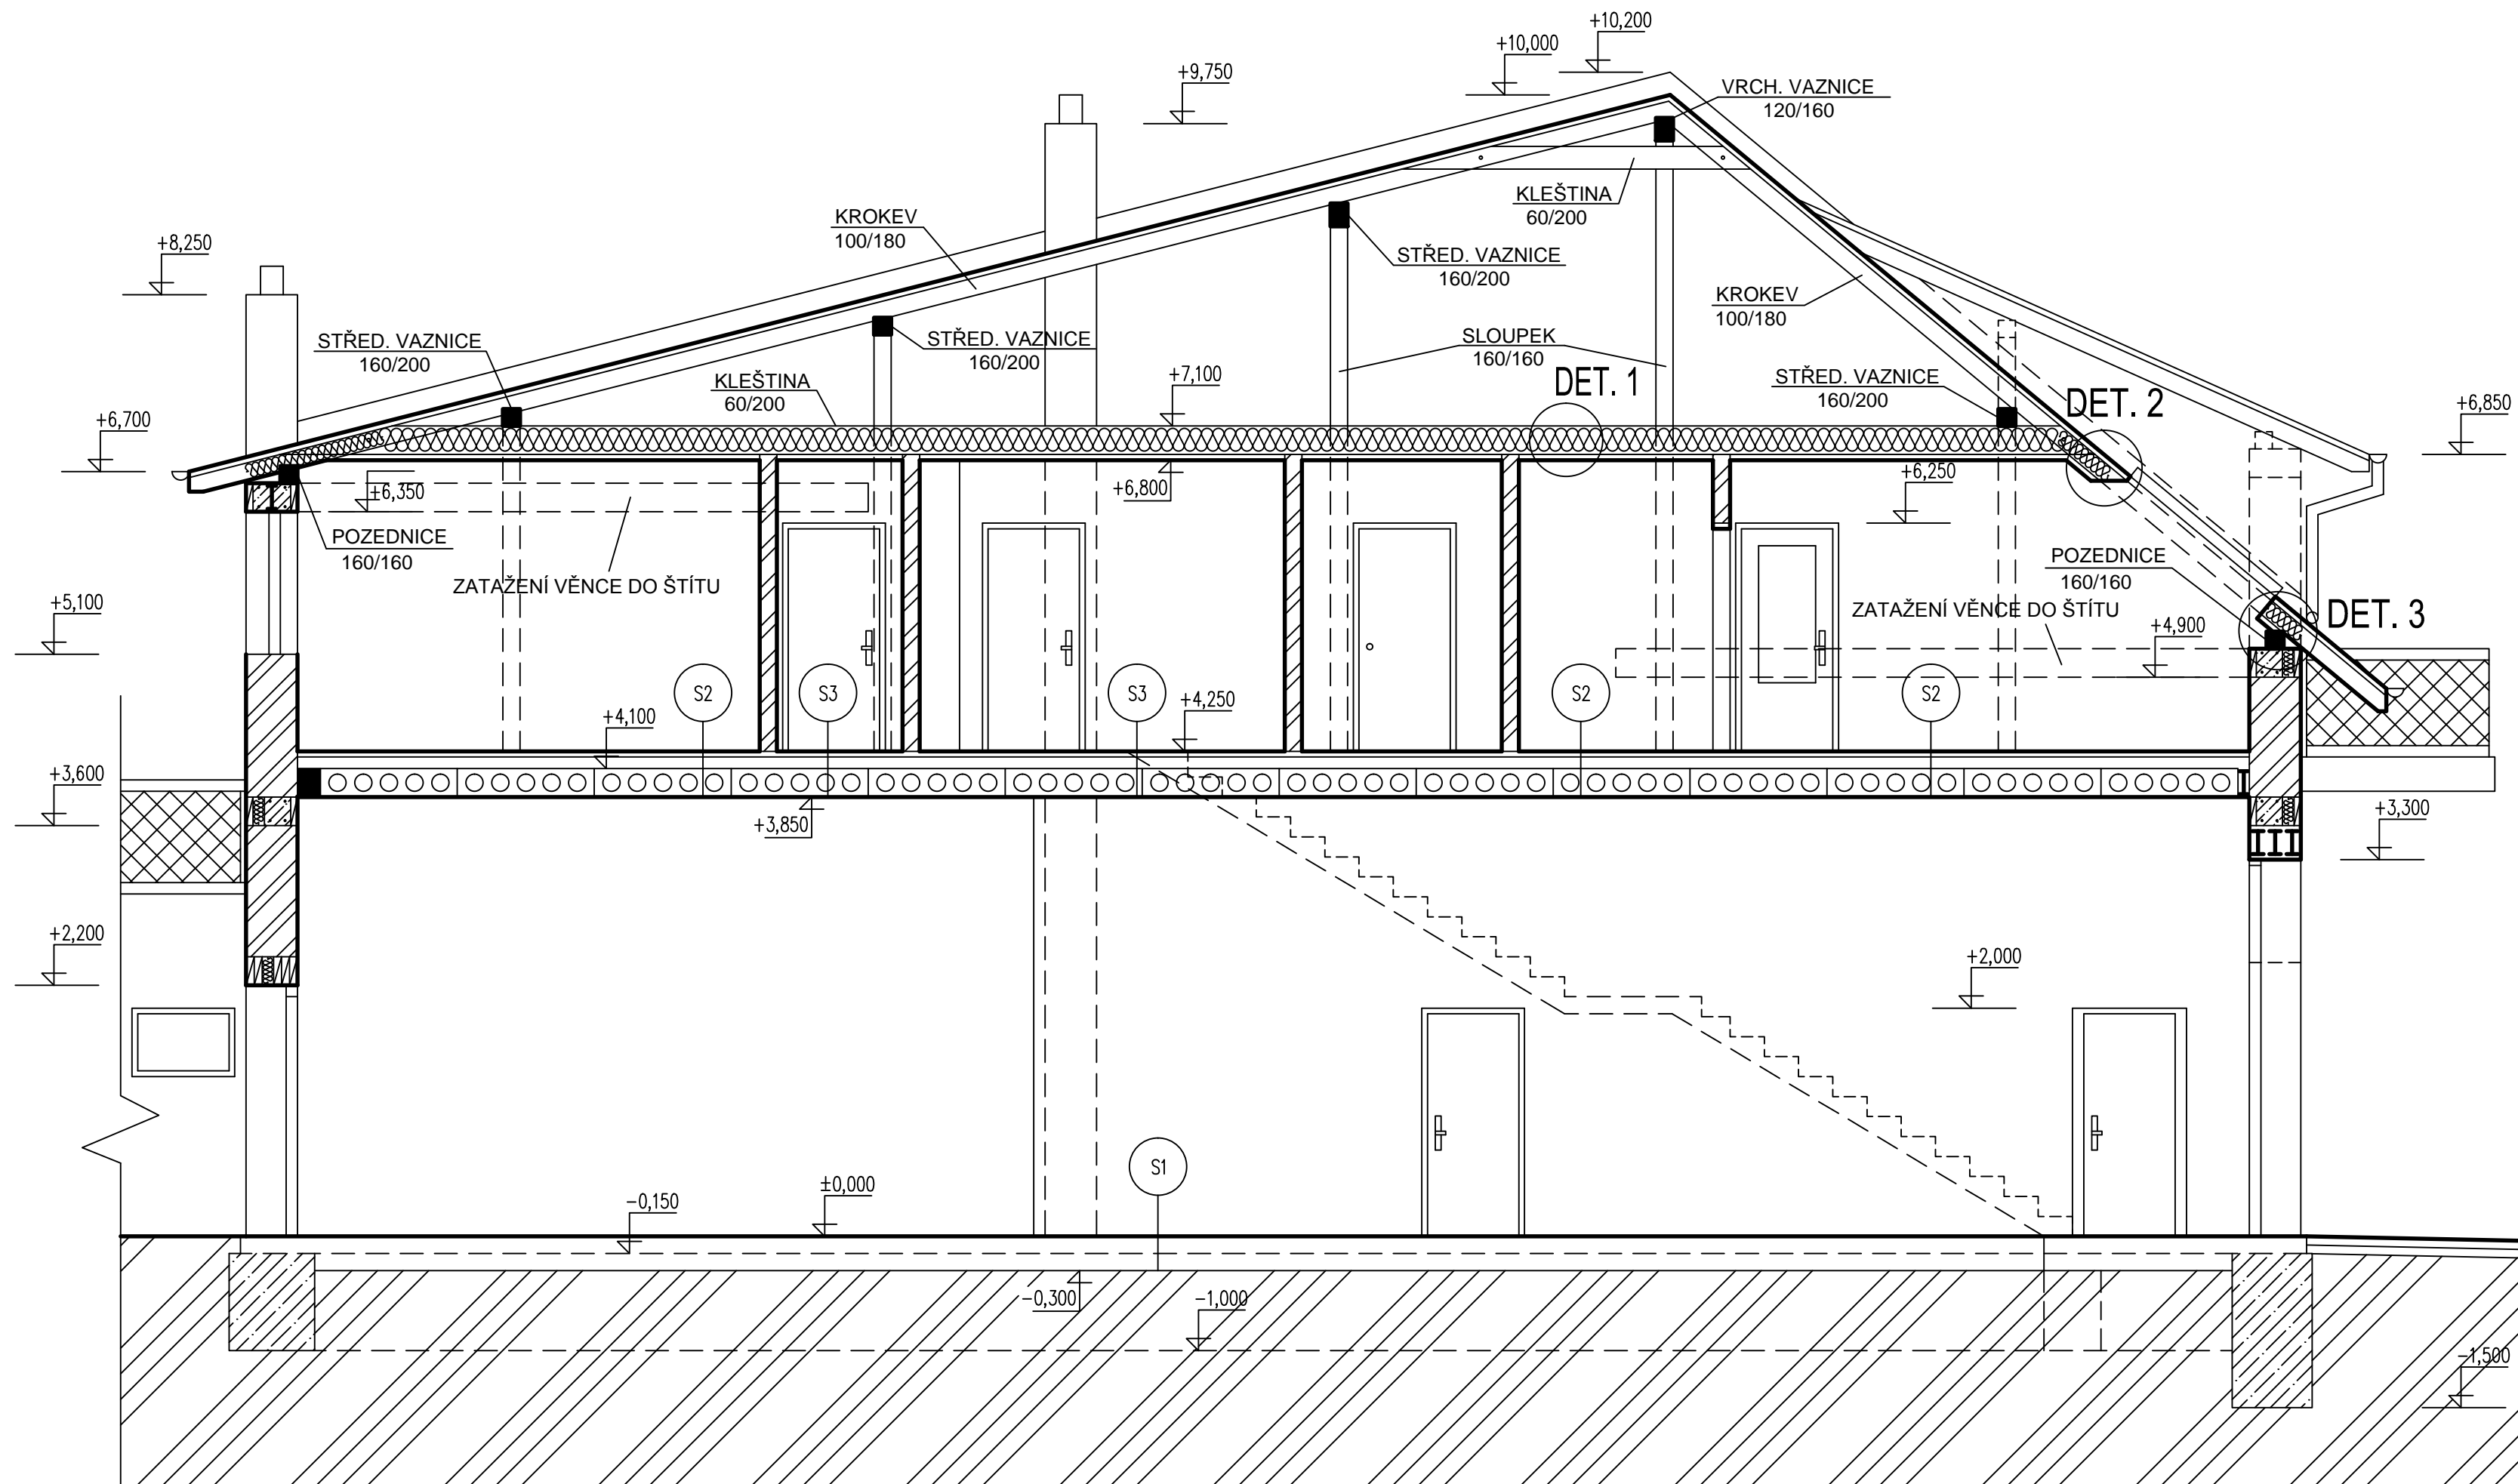 +10,200
+10,000
+9,750
VRCH. VAZNICE
120/160
KLEŠTINA
60/200
KROKEV
100/180
+8,250
STŘED. VAZNICE
160/200
KROKEV
100/180
STŘED. VAZNICE
160/200
STŘED. VAZNICE
160/200
SLOUPEK
160/160
KLEŠTINA
60/200
+7,100
DET. 1
STŘED. VAZNICE
160/200
DET. 2
+6,850
+6,700
+6,350
+6,800
+6,250
POZEDNICE
160/160
ZATAŽENÍ VĚNCE DO ŠTÍTU
POZEDNICE
160/160
ZATAŽENÍ VĚNCE DO ŠTÍTU
DET. 3
+5,100
+4,900
S2
S3
S3
S2
S2
+4,100
+4,250
+3,600
+3,850
+3,300
+2,200
+2,000
S1
-0,150
±0,000
-0,300
-1,000
-1,500